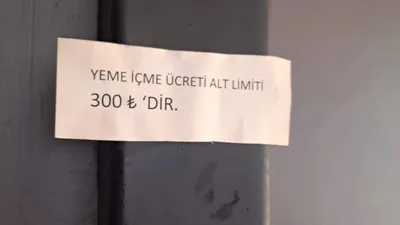 YEME İÇME ÜCRETİ ALT LİMİTİ
300 ₺ ‘DİR.